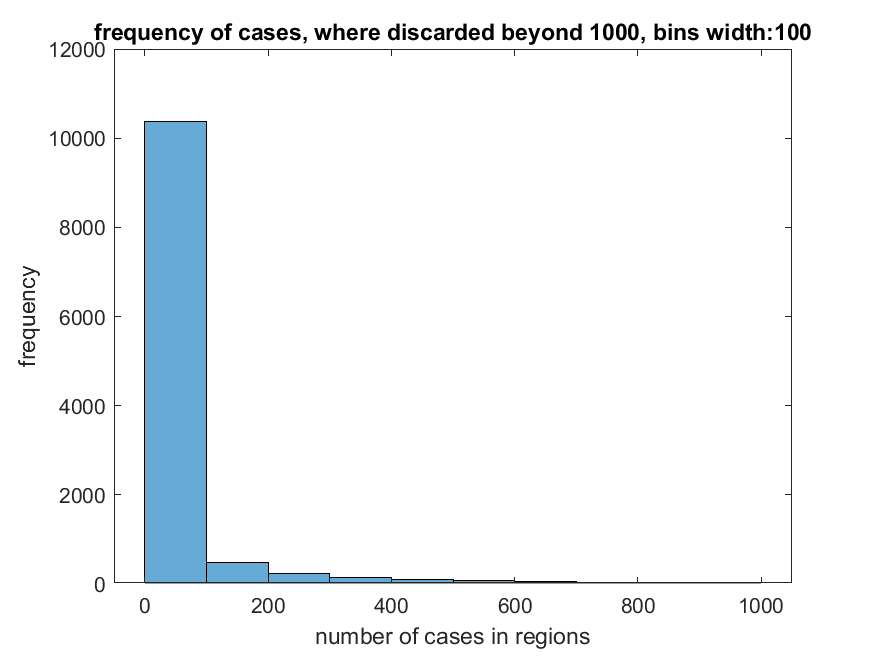 frequency of cases, where discarded beyond 1000, bins width:100
12000
10000
8000
6000
4000
2000
0
frequency
0 200 400 600 800 1000
number of cases in regions